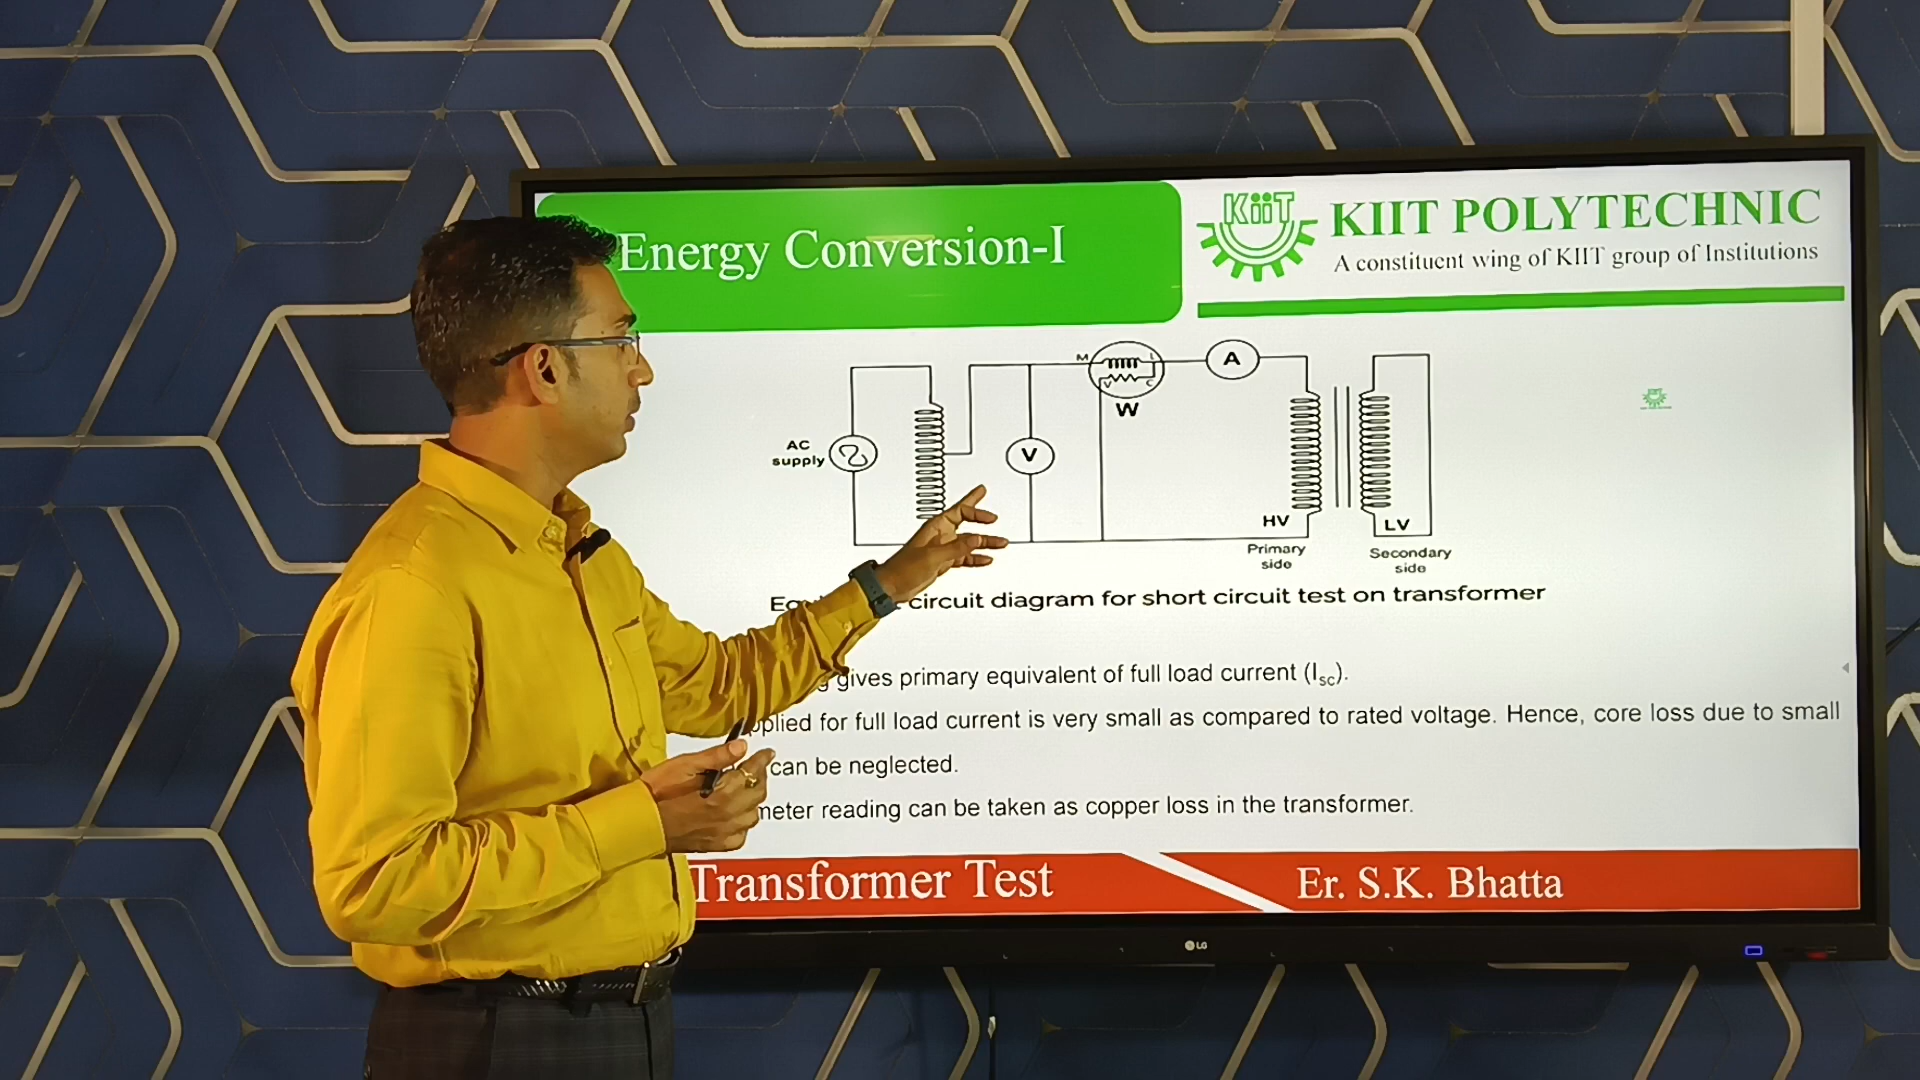 Energy Conversion-I
KiiT
KIIT POLYTECHNIC
A constituent wing of KIIT group of Institutions
M L
V C
W
A
AC
supply
V
HV
LV
Primary
side
Secondary
side
circuit diagram for short circuit test on transformer
gives primary equivalent of full load current (Isc).
for full load current is very small as compared to rated voltage. Hence, core loss due to small
can be neglected.
reading can be taken as copper loss in the transformer.
Transformer Test
Er. S.K. Bhatta
LG